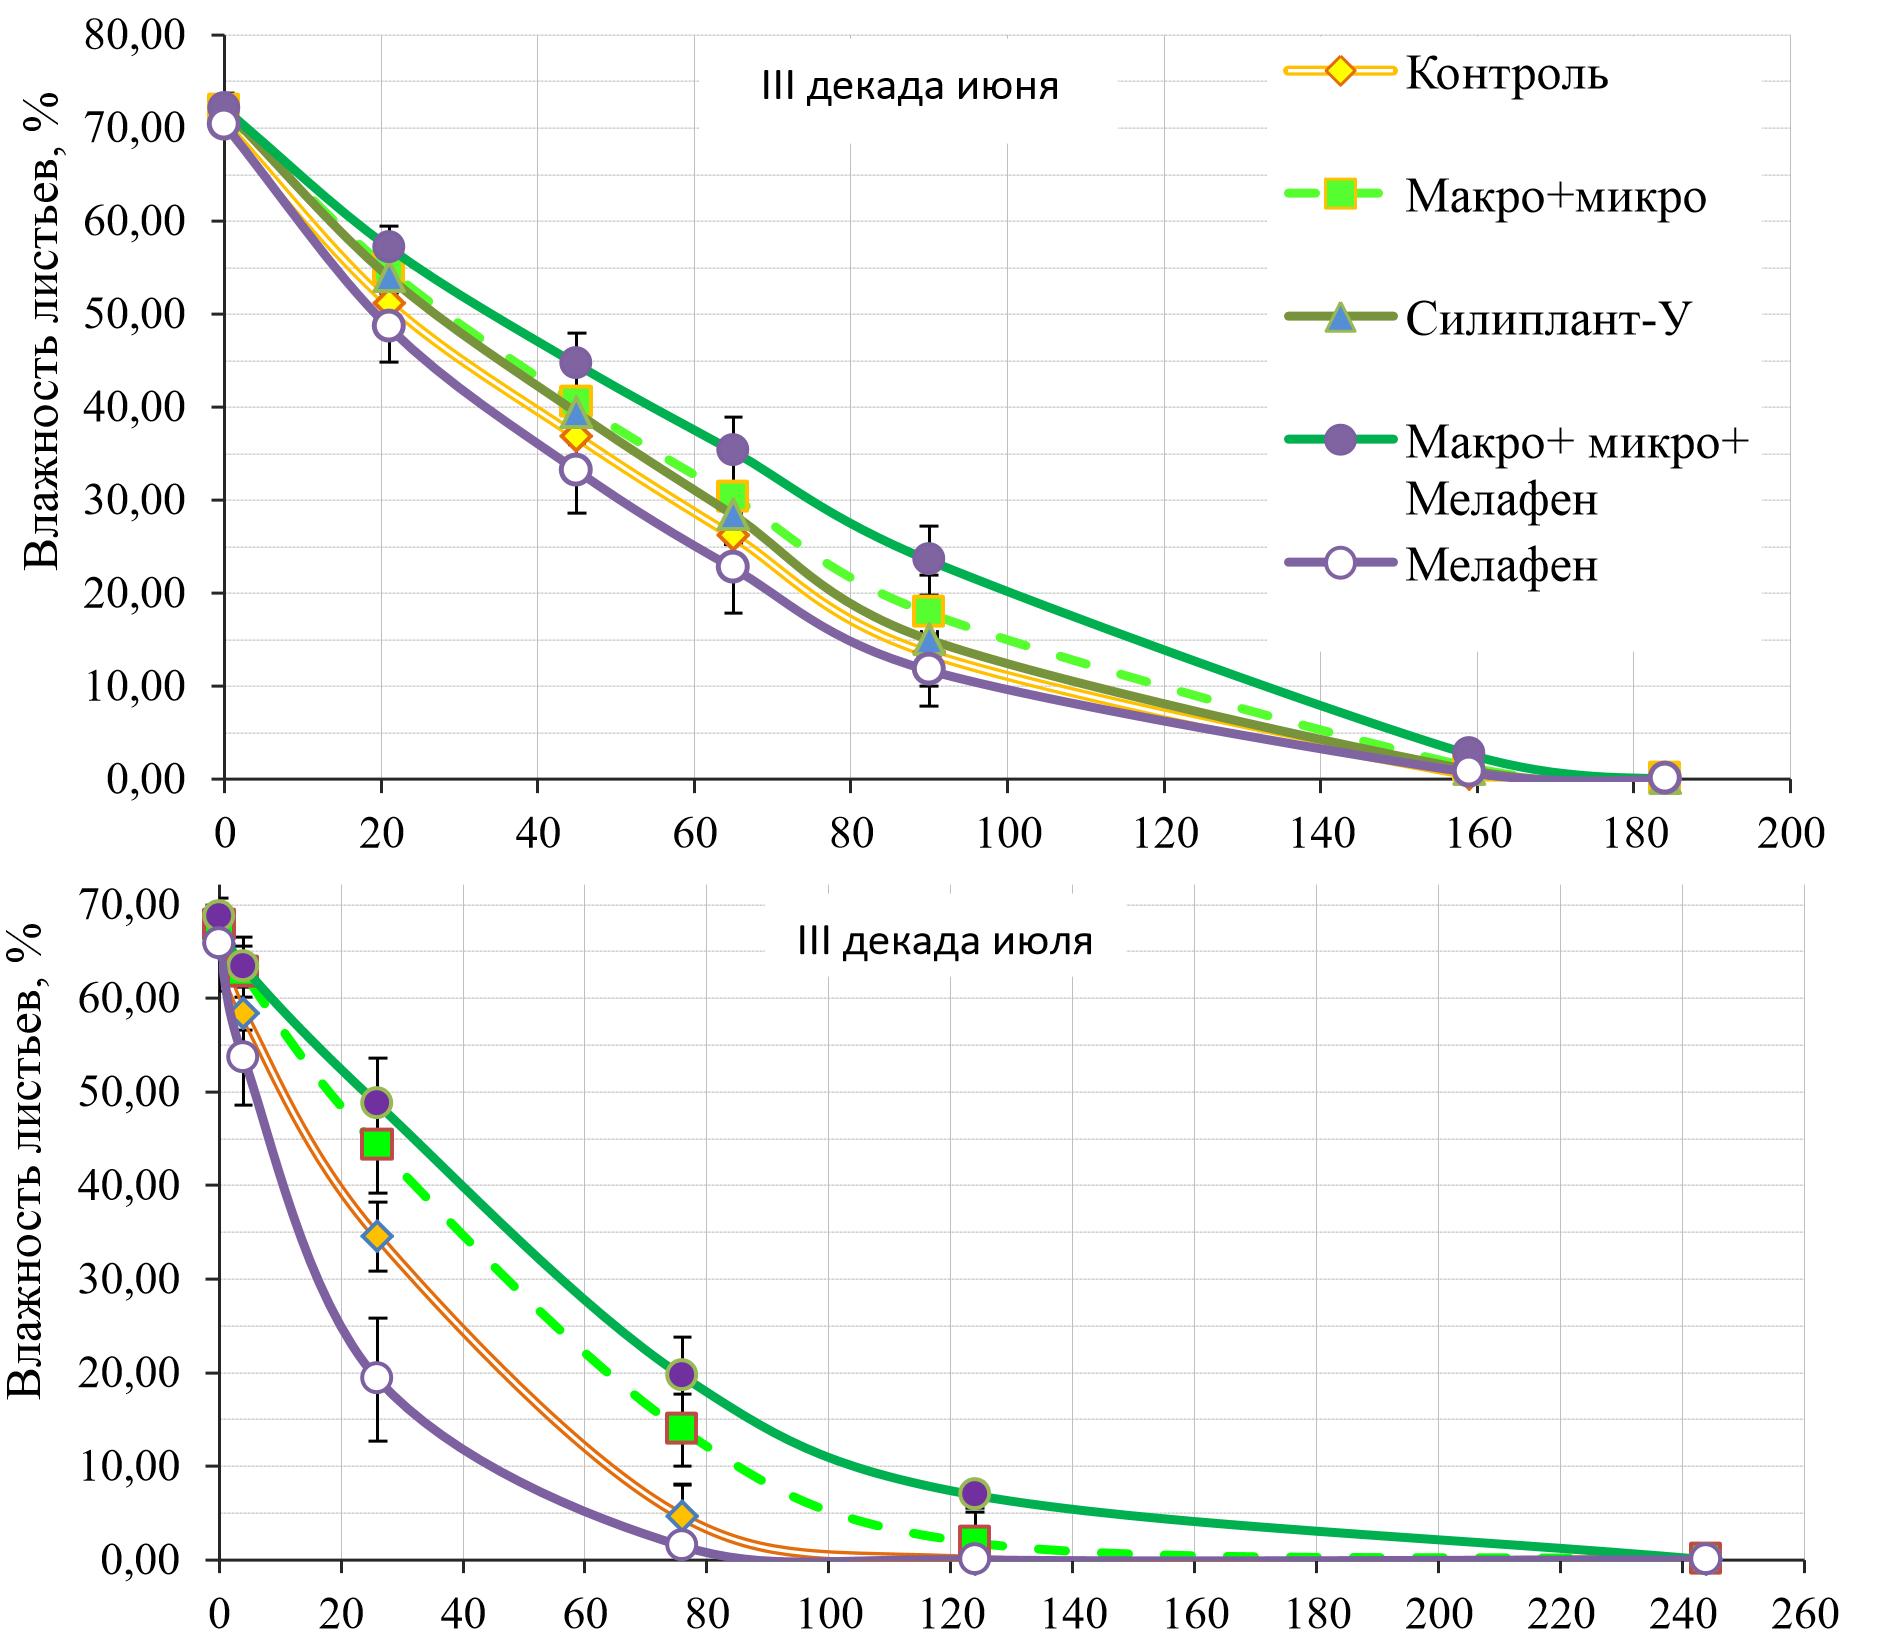 80,00
70,00
60,00
50,00
40,00
30,00
20,00
10,00
0,00
Влажность листьев, %
III декада июня
Контроль
Макро+микро
Силиплант-У
Макро+ микро+
Мелафен
Мелафен
0 20 40 60 80 100 120 140 160 180 200
70,00
60,00
50,00
40,00
30,00
20,00
10,00
0,00
Влажность листьев, %
III декада июля
0 20 40 60 80 100 120 140 160 180 200 220 240 260